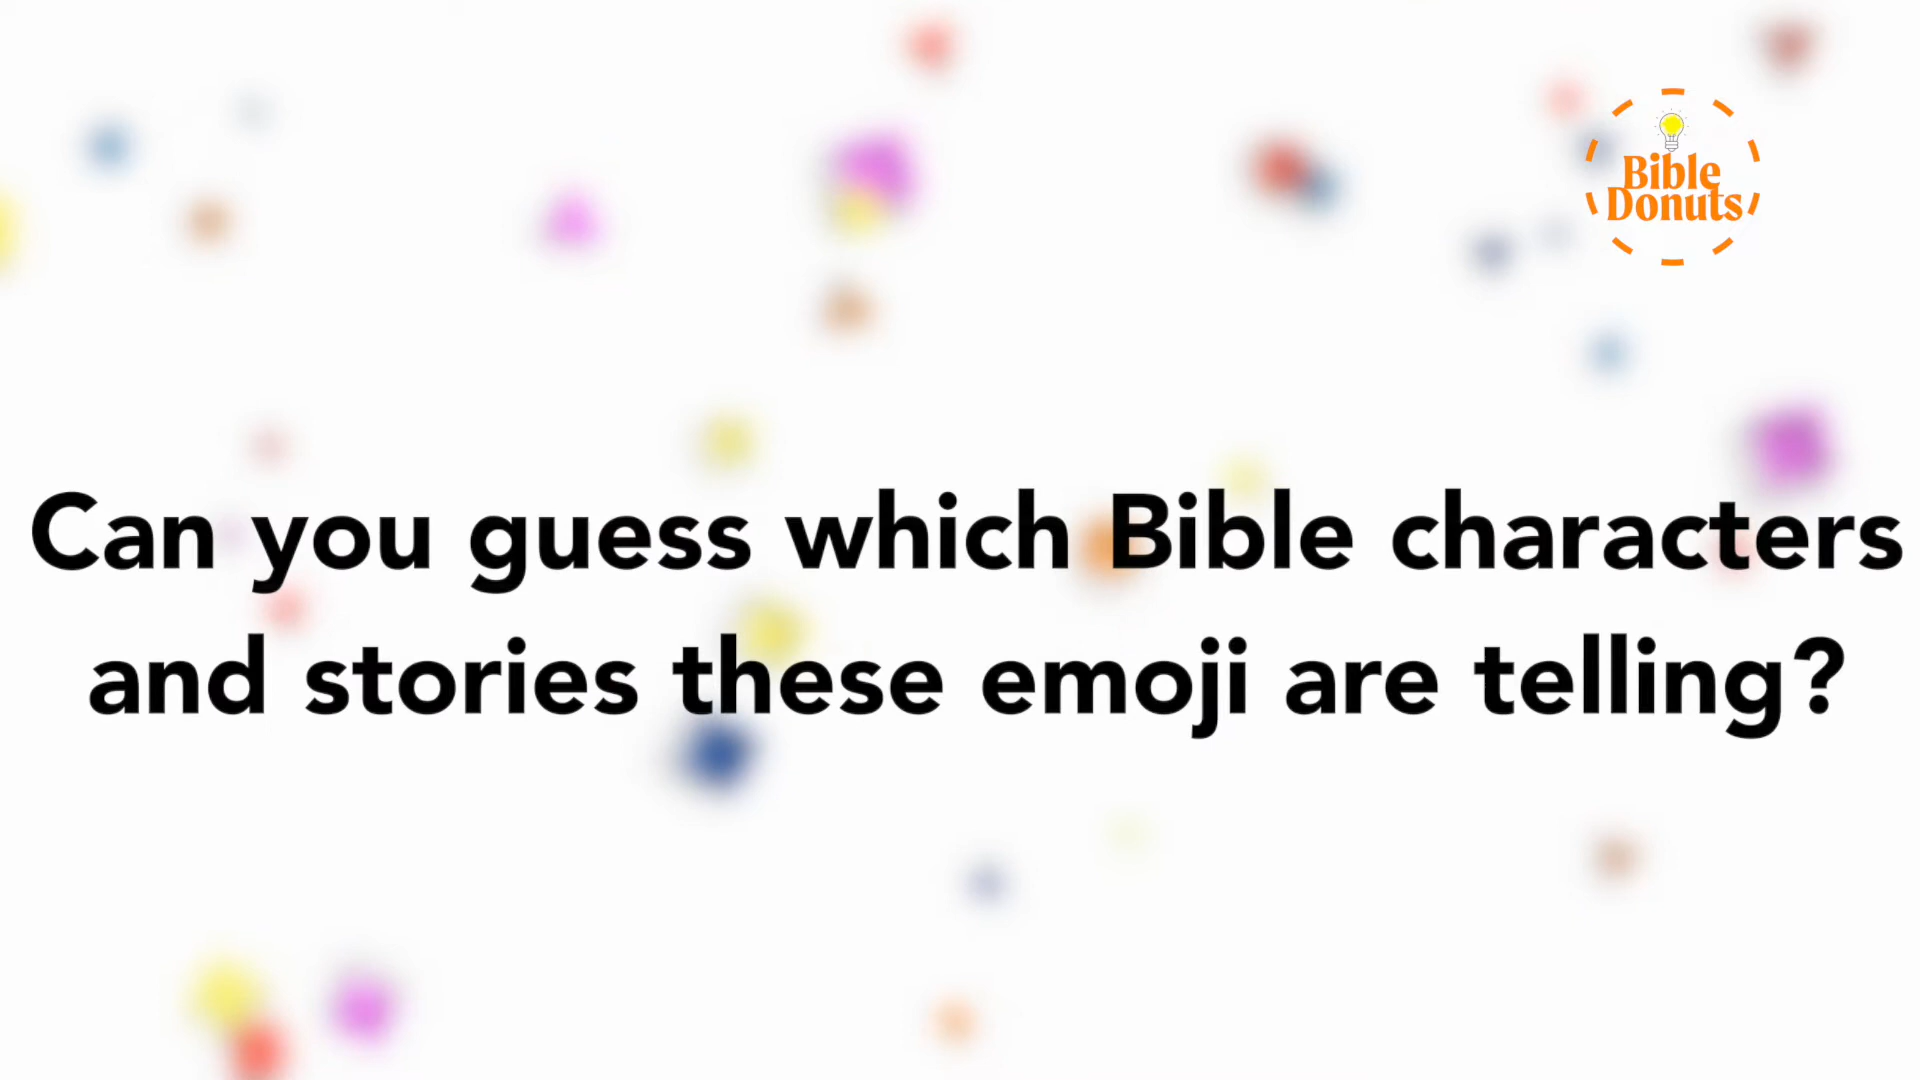 Bible
Donuts
Can you guess which Bible characters
and stories these emoji are telling?